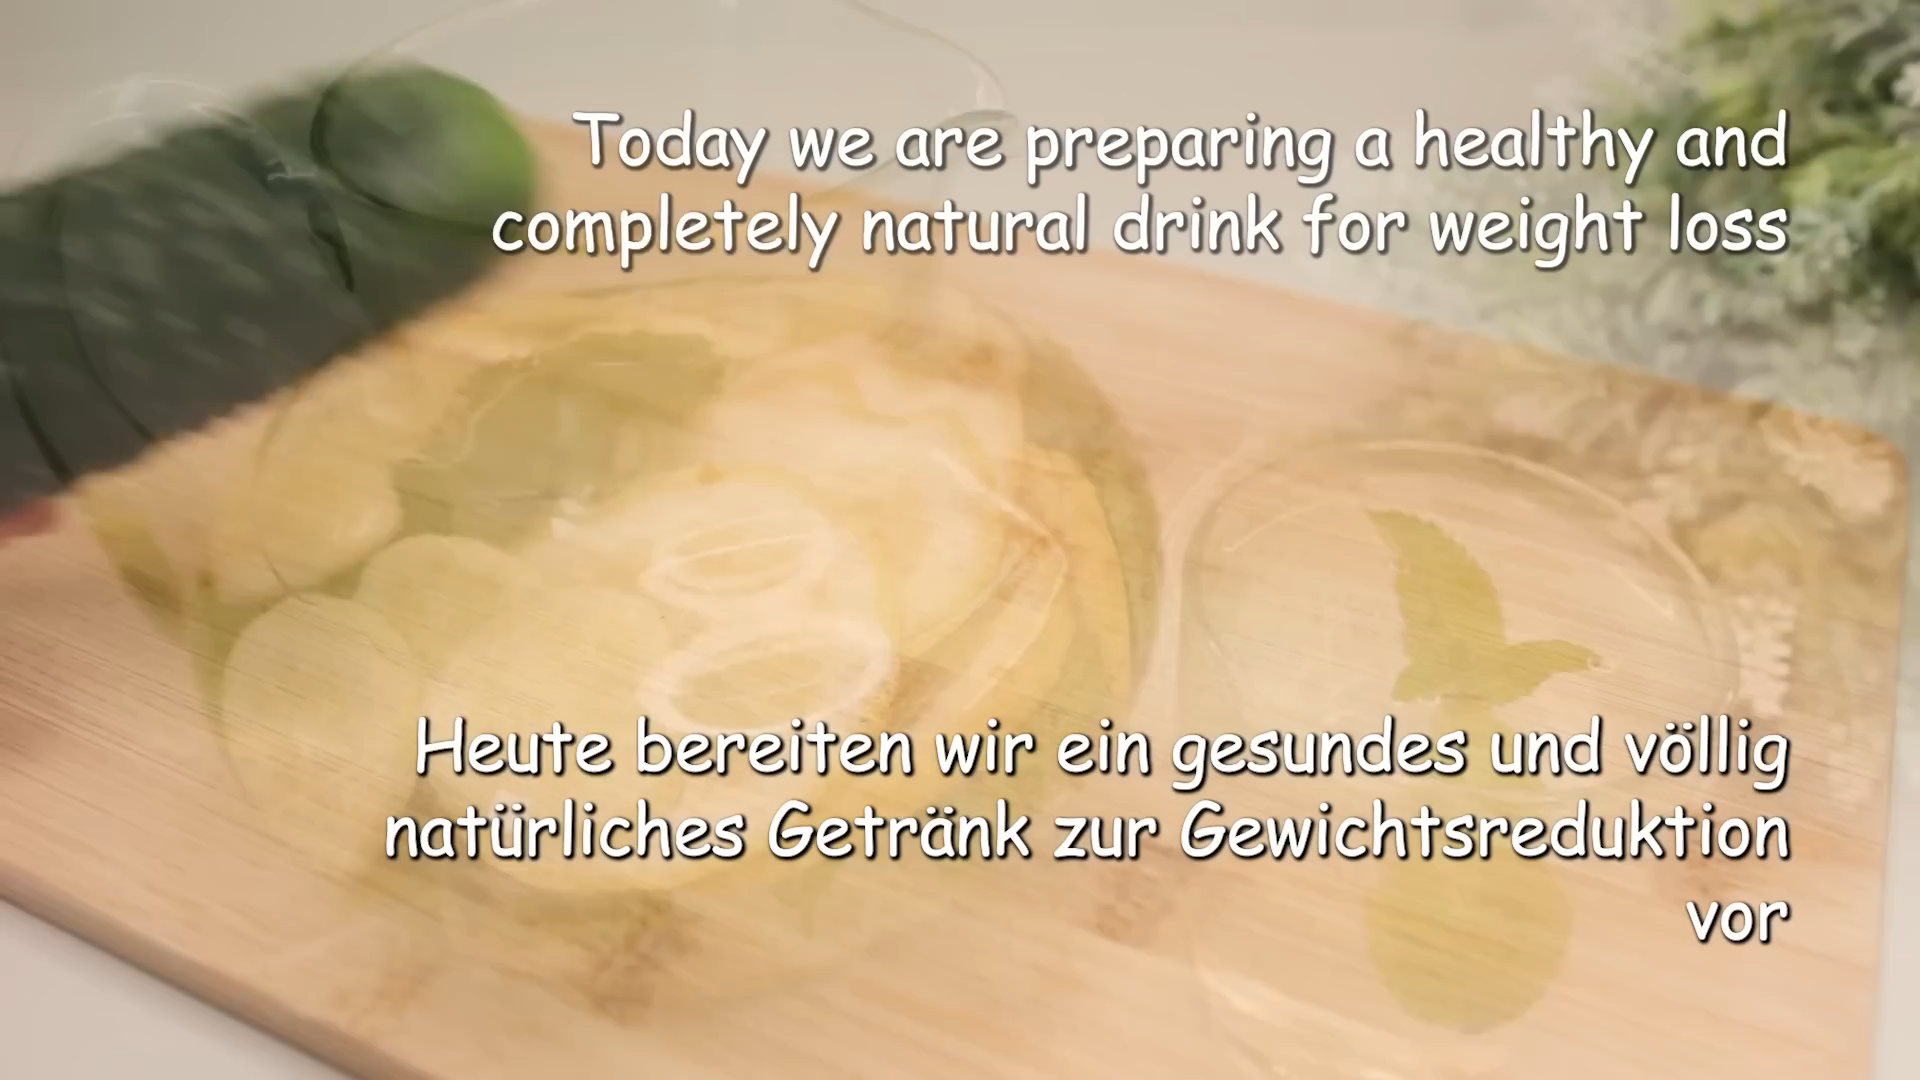 Today we are preparing a healthy and
completely natural drink for weight loss
Heute bereiten wir ein gesundes und völlig
natürliches Getränk zur Gewichtsreduktion
vor